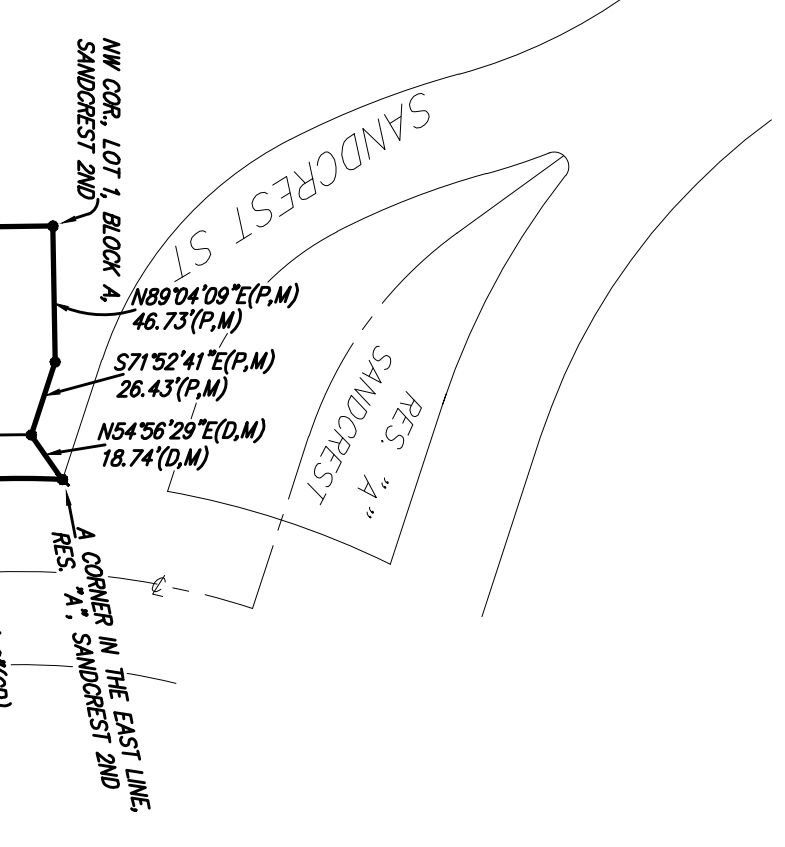 NW COR., LOT 1, BLOCK A,
SANDCREST 2ND
SANDCREST ST
N89°04'09"E(P,M)
46.73'(P,M)
S71°52'41"E(P,M)
26.43'(P,M)
N54°56'29"E(D,M)
18.74'(D,M)
RES. "A"
SANDCREST
A CORNER IN THE EAST LINE,
RES. "A", SANDCREST 2ND
℄